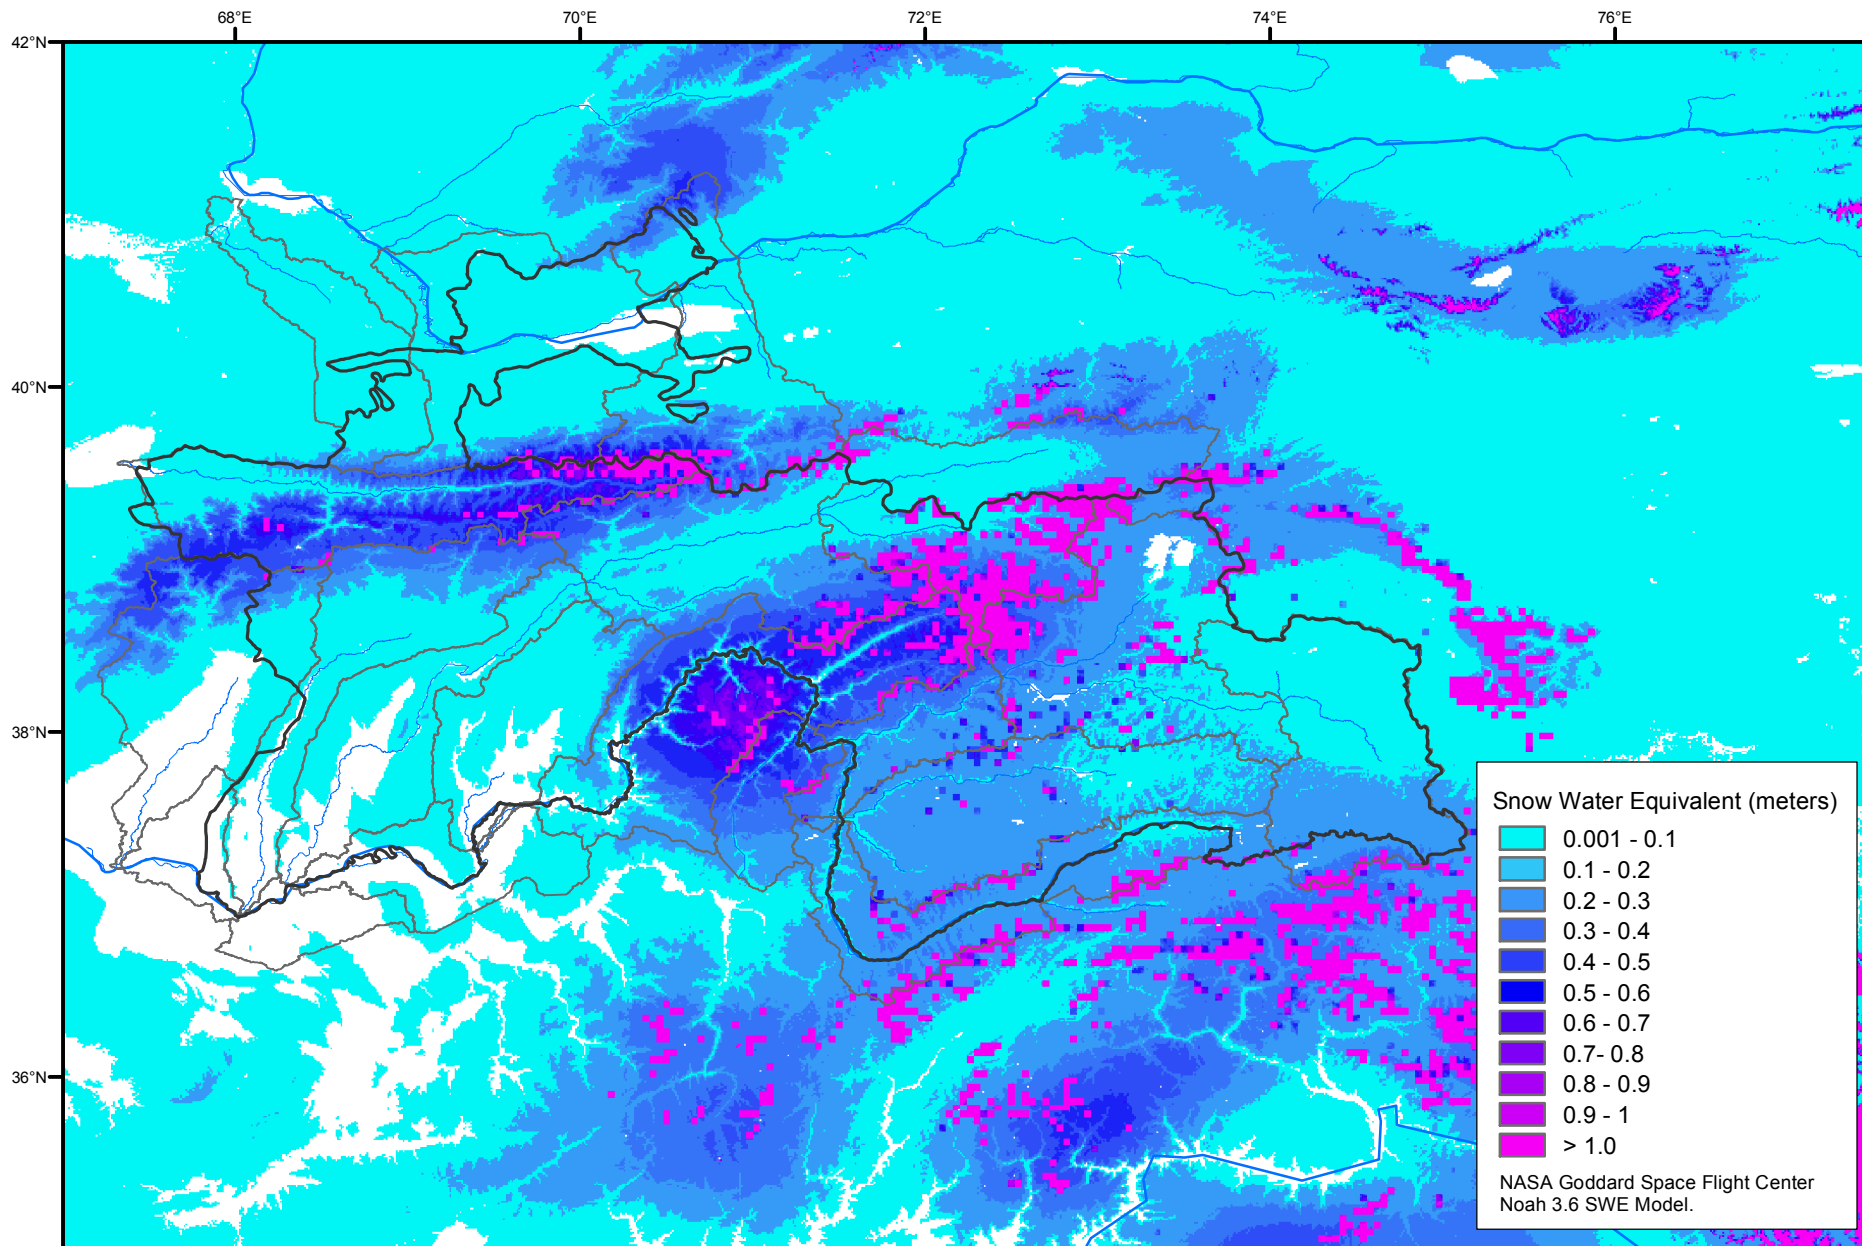 68°E
70°E
72°E
74°E
76°E
42°N
40°N
38°N
36°N
Snow Water Equivalent (meters)
0.001 - 0.1
0.1 - 0.2
0.2 - 0.3
0.3 - 0.4
0.4 - 0.5
0.5 - 0.6
0.6 - 0.7
0.7- 0.8
0.8 - 0.9
0.9 - 1
> 1.0
NASA Goddard Space Flight Center
Noah 3.6 SWE Model.